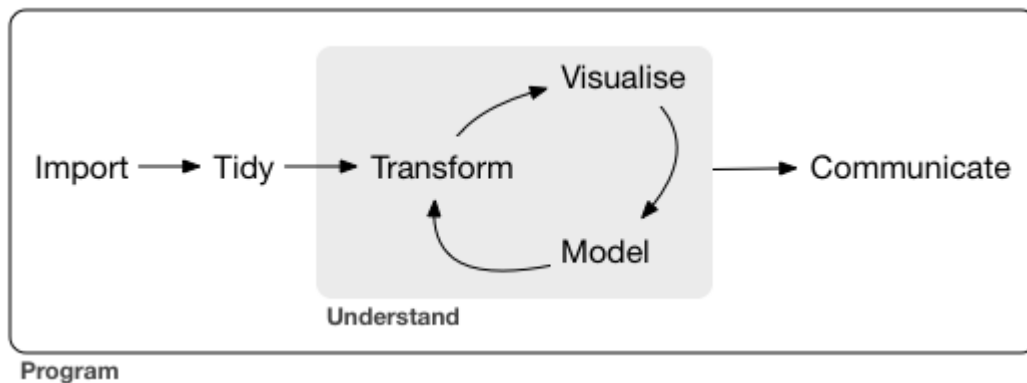 Visualise
Import
Tidy
Transform
Communicate
Model
Understand
Program